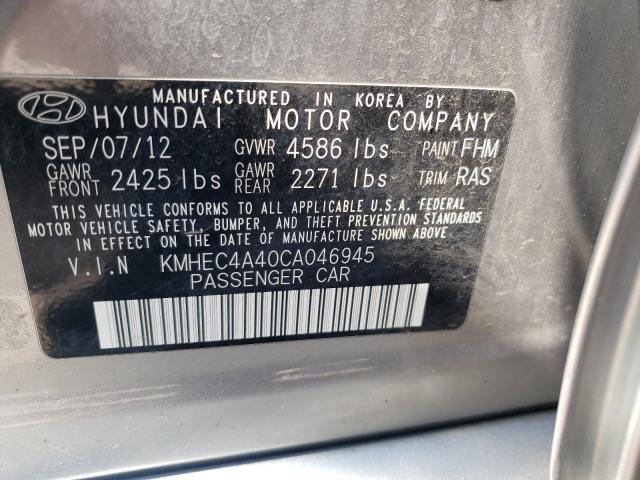 MANUFACTURED IN KOREA BY
HYUNDAI MOTOR COMPANY
SEP/07/12 GVWR 4586 lbs PAINT FHM
GAWR FRONT 2425 lbs GAWR REAR 2271 lbs TRIM RAS
THIS VEHICLE CONFORMS TO ALL APPLICABLE U.S.A. FEDERAL
MOTOR VEHICLE SAFETY, BUMPER, AND THEFT PREVENTION STANDARDS
IN EFFECT ON THE DATE OF MANUFACTURE SHOWN ABOVE
V.I.N KMHEC4A40CA046945
PASSENGER CAR